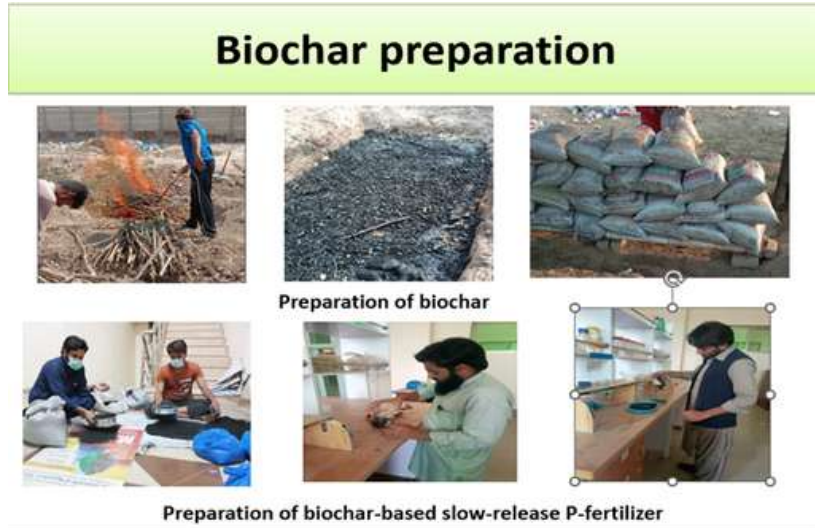 Biochar preparation
Preparation of biochar
Preparation of biochar-based slow-release P-fertilizer